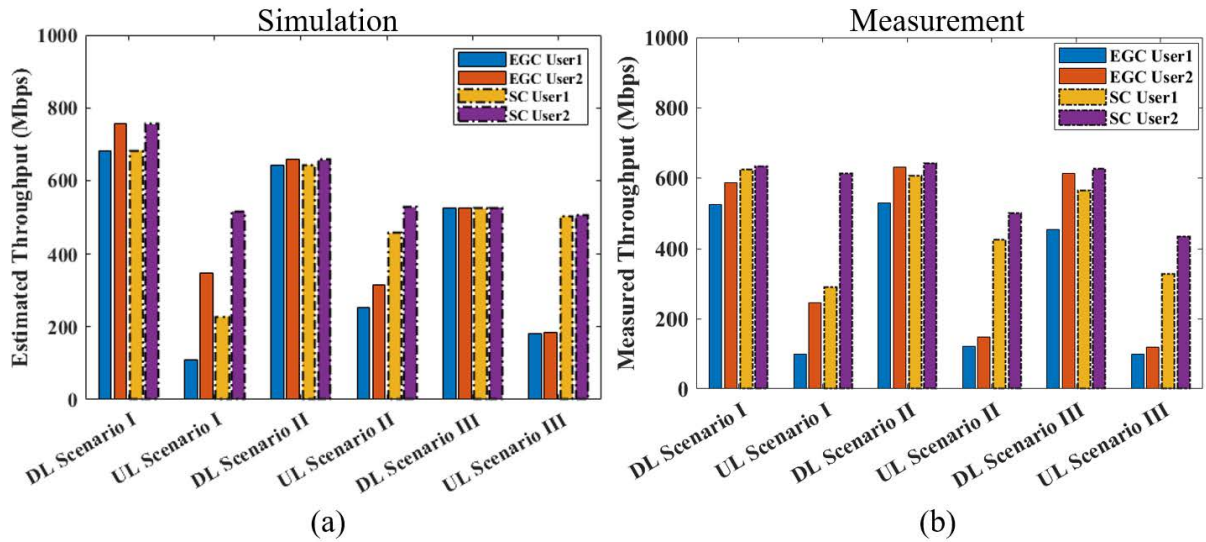 Simulation
Estimated Throughput (Mbps)
1000
800
600
400
200
0
EGC User1
EGC User2
SC User1
SC User2
DL Scenario I
UL Scenario I
DL Scenario II
UL Scenario II
DL Scenario III
UL Scenario III
(a)
Measurement
Measured Throughput (Mbps)
1000
800
600
400
200
0
EGC User1
EGC User2
SC User1
SC User2
DL Scenario I
UL Scenario I
DL Scenario II
UL Scenario II
DL Scenario III
UL Scenario III
(b)